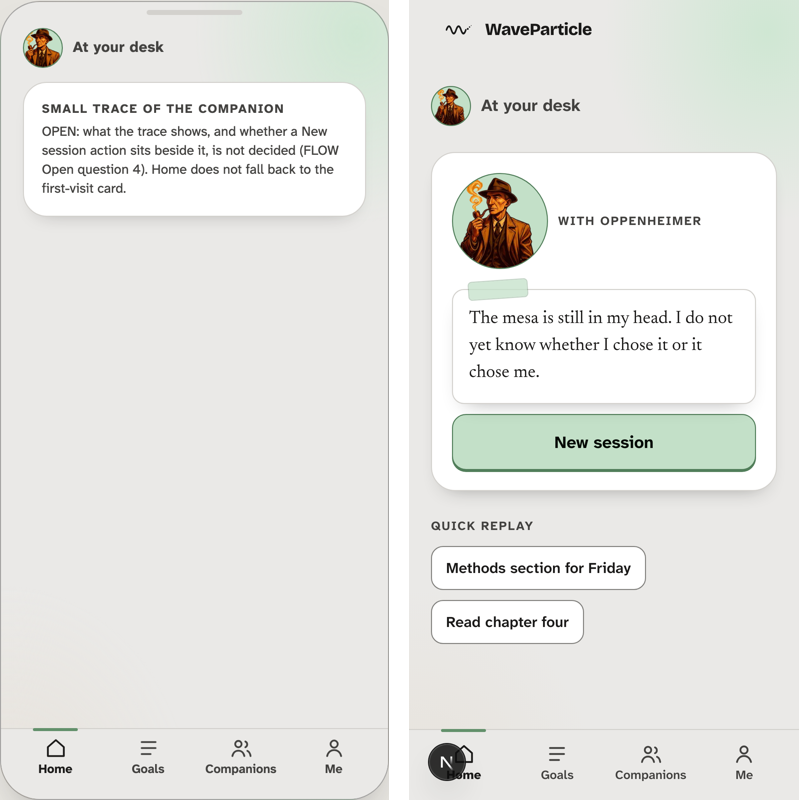 At your desk
SMALL TRACE OF THE COMPANION
OPEN: what the trace shows, and whether a New
session action sits beside it, is not decided (FLOW
Open question 4). Home does not fall back to the
first-visit card.
Home
Goals
Companions
Me
WaveParticle
At your desk
WITH OPPENHEIMER
The mesa is still in my head. I do not
yet know whether I chose it or it
chose me.
New session
QUICK REPLAY
Methods section for Friday
Read chapter four
N
Home
Goals
Companions
Me